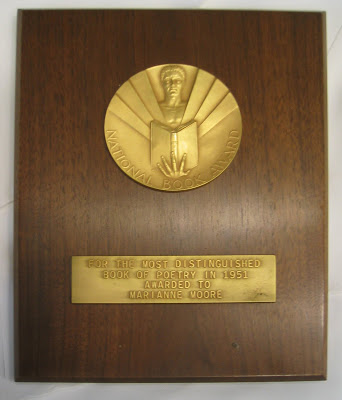 NATIONAL BOOK AWARD
FOR THE MOST DISTINGUISHED
BOOK OF POETRY IN 1951
AWARDED TO
MARIANNE MOORE